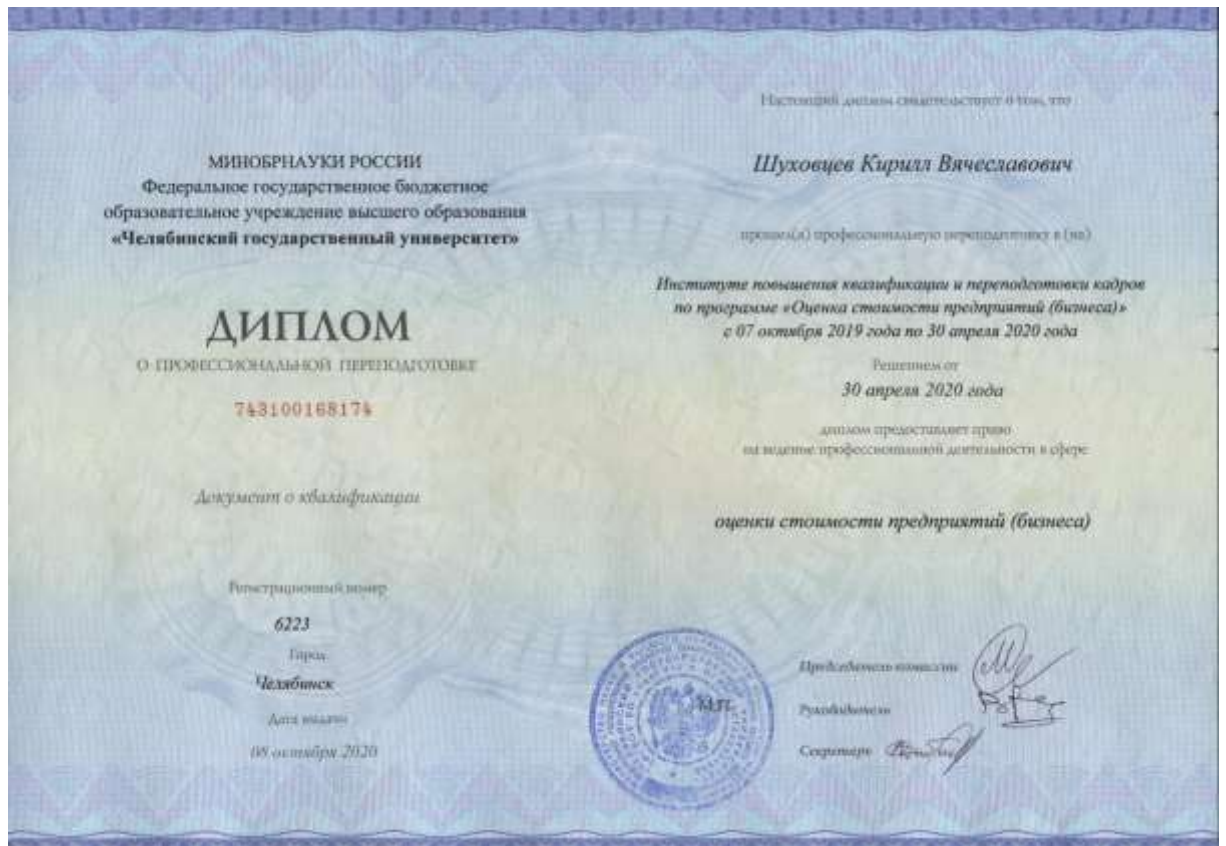 МИНОБРНАУКИ РОССИИ
Федеральное государственное бюджетное
образовательное учреждение высшего образования
«Челябинский государственный университет»
ДИПЛОМ
О ПРОФЕССИОНАЛЬНОЙ ПЕРЕПОДГОТОВКЕ
743100168174
Документ о квалификации
Регистрационный номер
6223
Город
Челябинск
Дата выдачи
08 октября 2020
Настоящий диплом свидетельствует о том, что
Шуховцев Кирилл Вячеславович
прошел(а) профессиональную переподготовку в (на)
Институте повышения квалификации и переподготовки кадров
по программе «Оценка стоимости предприятий (бизнеса)»
с 07 октября 2019 года по 30 апреля 2020 года
Решением от
30 апреля 2020 года
диплом предоставляет право
на ведение профессиональной деятельности в сфере
оценки стоимости предприятий (бизнеса)
М.П.
Председатель комиссии
Руководитель
Секретарь